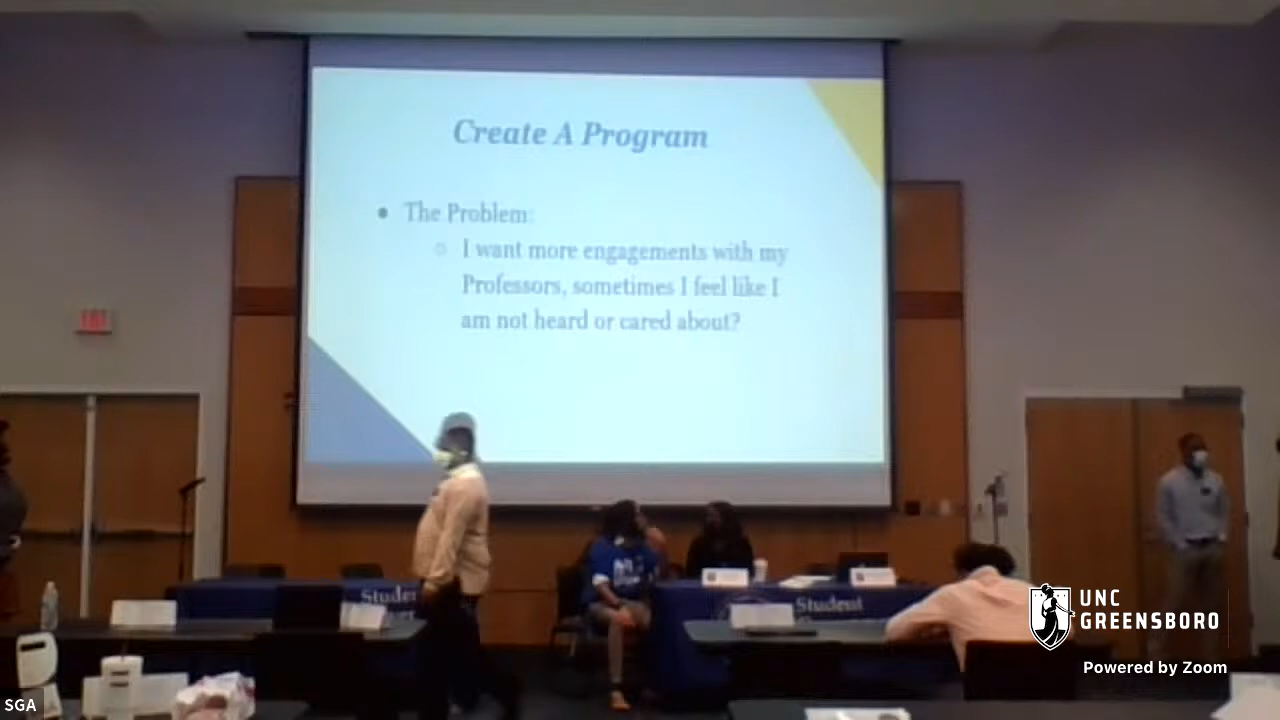 Create A Program
The Problem:
I want more engagements with my
Professors, sometimes I feel like I
am not heard or cared about?
Student
UNC
GREENSBORO
Powered by Zoom
SGA